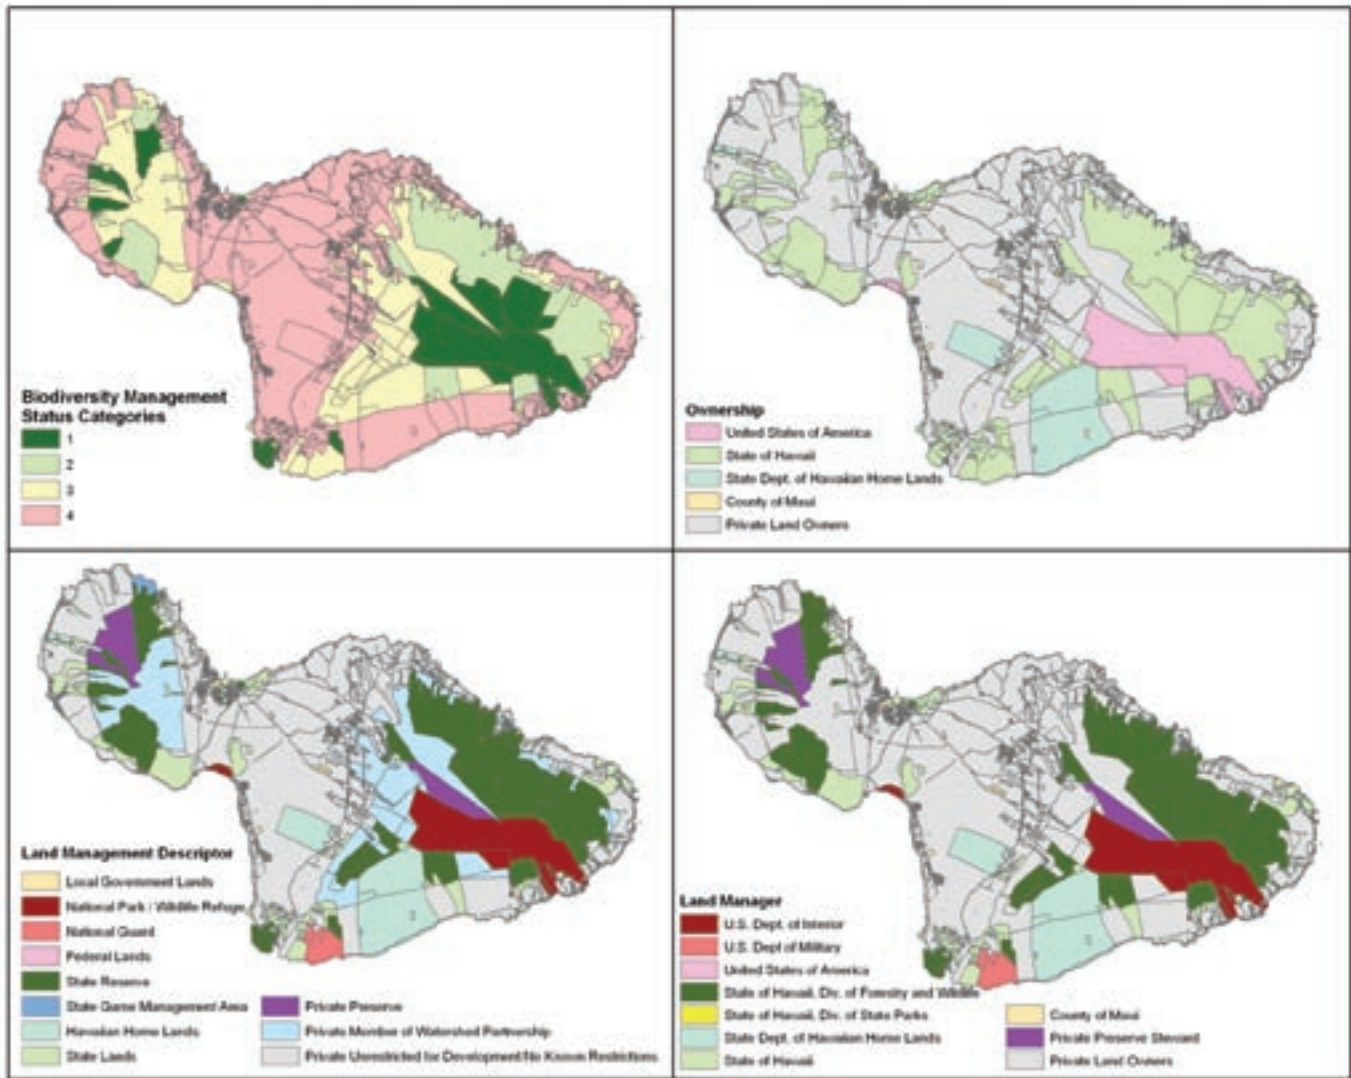 Biodiversity Management
Status Categories
1
2
3
4
Ownership
United States of America
State of Hawaii
State Dept. of Hawaiian Home Lands
County of Maui
Private Land Owners
Land Management Descriptor
Local Government Lands
National Park / Wildlife Refuge
National Guard
Federal Lands
State Reserve
State Game Management Area
Hawaiian Home Lands
State Lands
Private Preserve
Private Member of Watershed Partnership
Private Unrestricted for Development/No Known Restrictions
Land Manager
U.S. Dept. of Interior
U.S. Dept of Military
United States of America
State of Hawaii, Div. of Forestry and Wildlife
State of Hawaii, Div. of State Parks
State Dept. of Hawaiian Home Lands
State of Hawaii
County of Maui
Private Preserve Steward
Private Land Owners